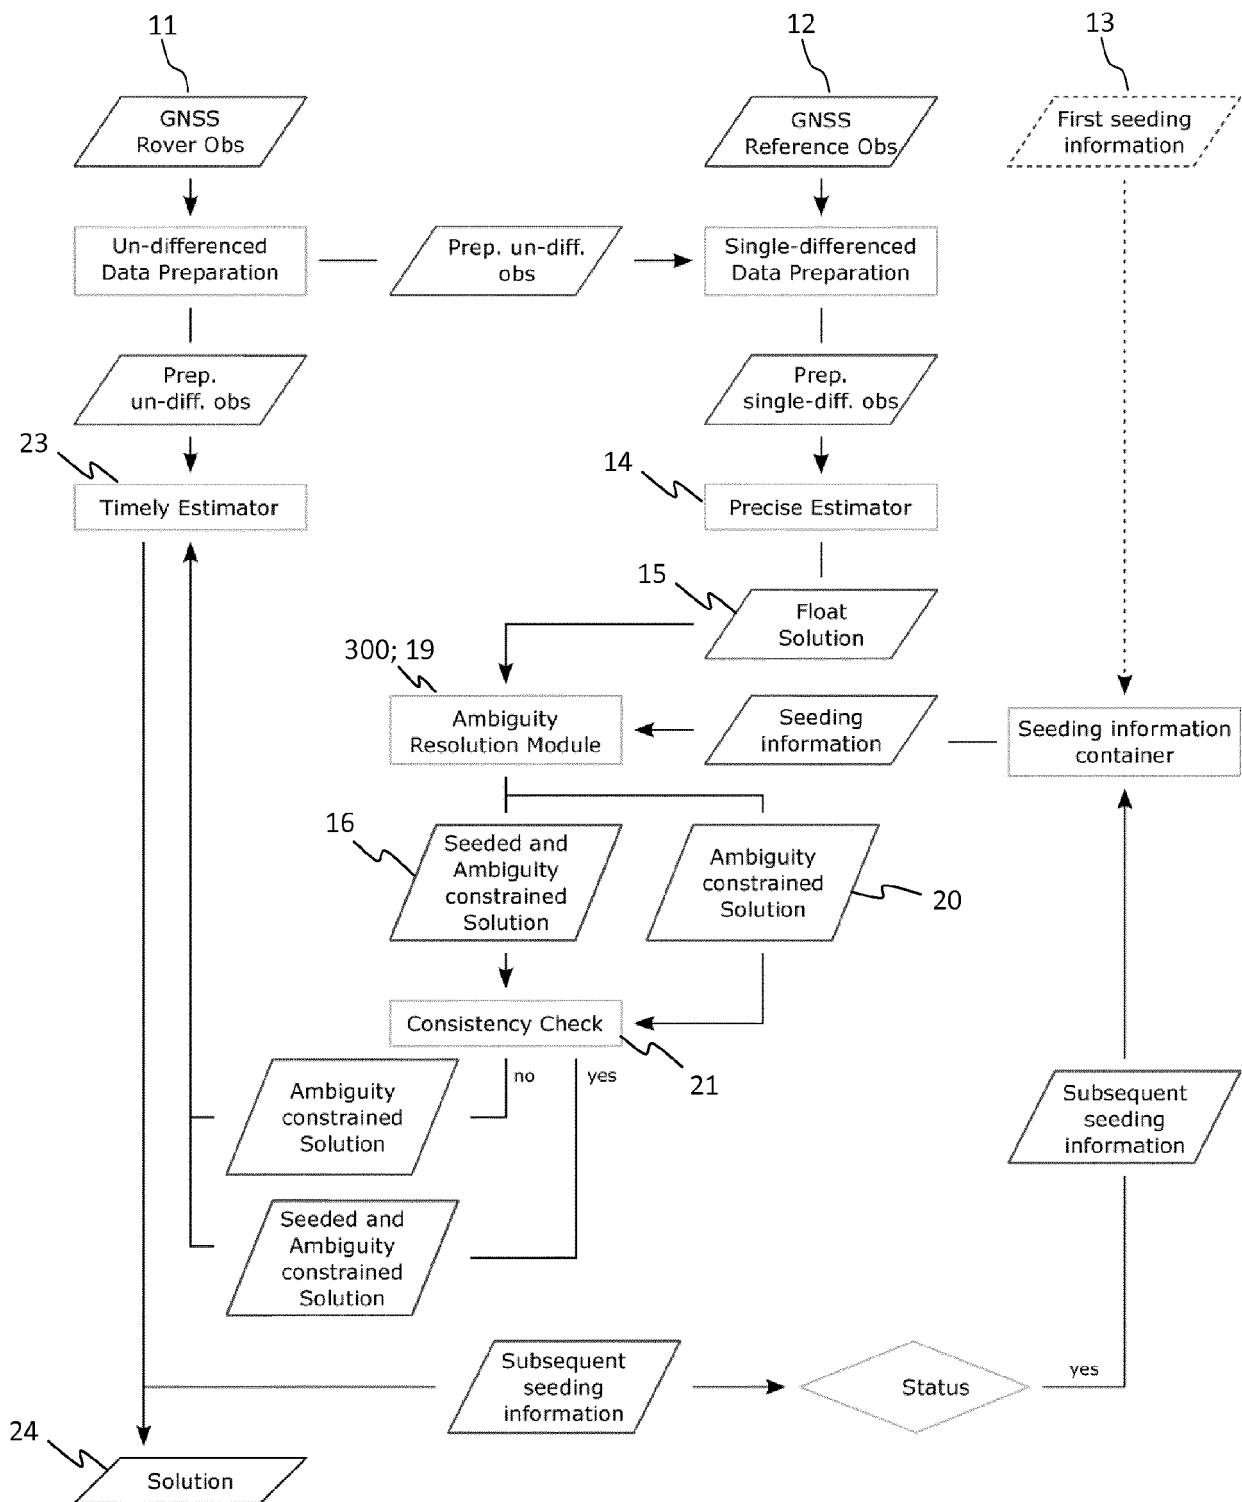 11
12
13
GNSS
Rover Obs
GNSS
Reference Obs
First seeding
information
Un-differenced
Data Preparation
Prep. un-diff.
obs
Single-differenced
Data Preparation
Prep.
un-diff. obs
Prep.
single-diff. obs
23
14
Timely Estimator
Precise Estimator
15
Float
Solution
300; 19
Ambiguity
Resolution Module
Seeding
information
Seeding information
container
16
Seeded and
Ambiguity
constrained
Solution
Ambiguity
constrained
Solution
20
Consistency Check
21
no
yes
Ambiguity
constrained
Solution
Subsequent
seeding
information
Seeded and
Ambiguity
constrained
Solution
Subsequent
seeding
information
Status
yes
24
Solution